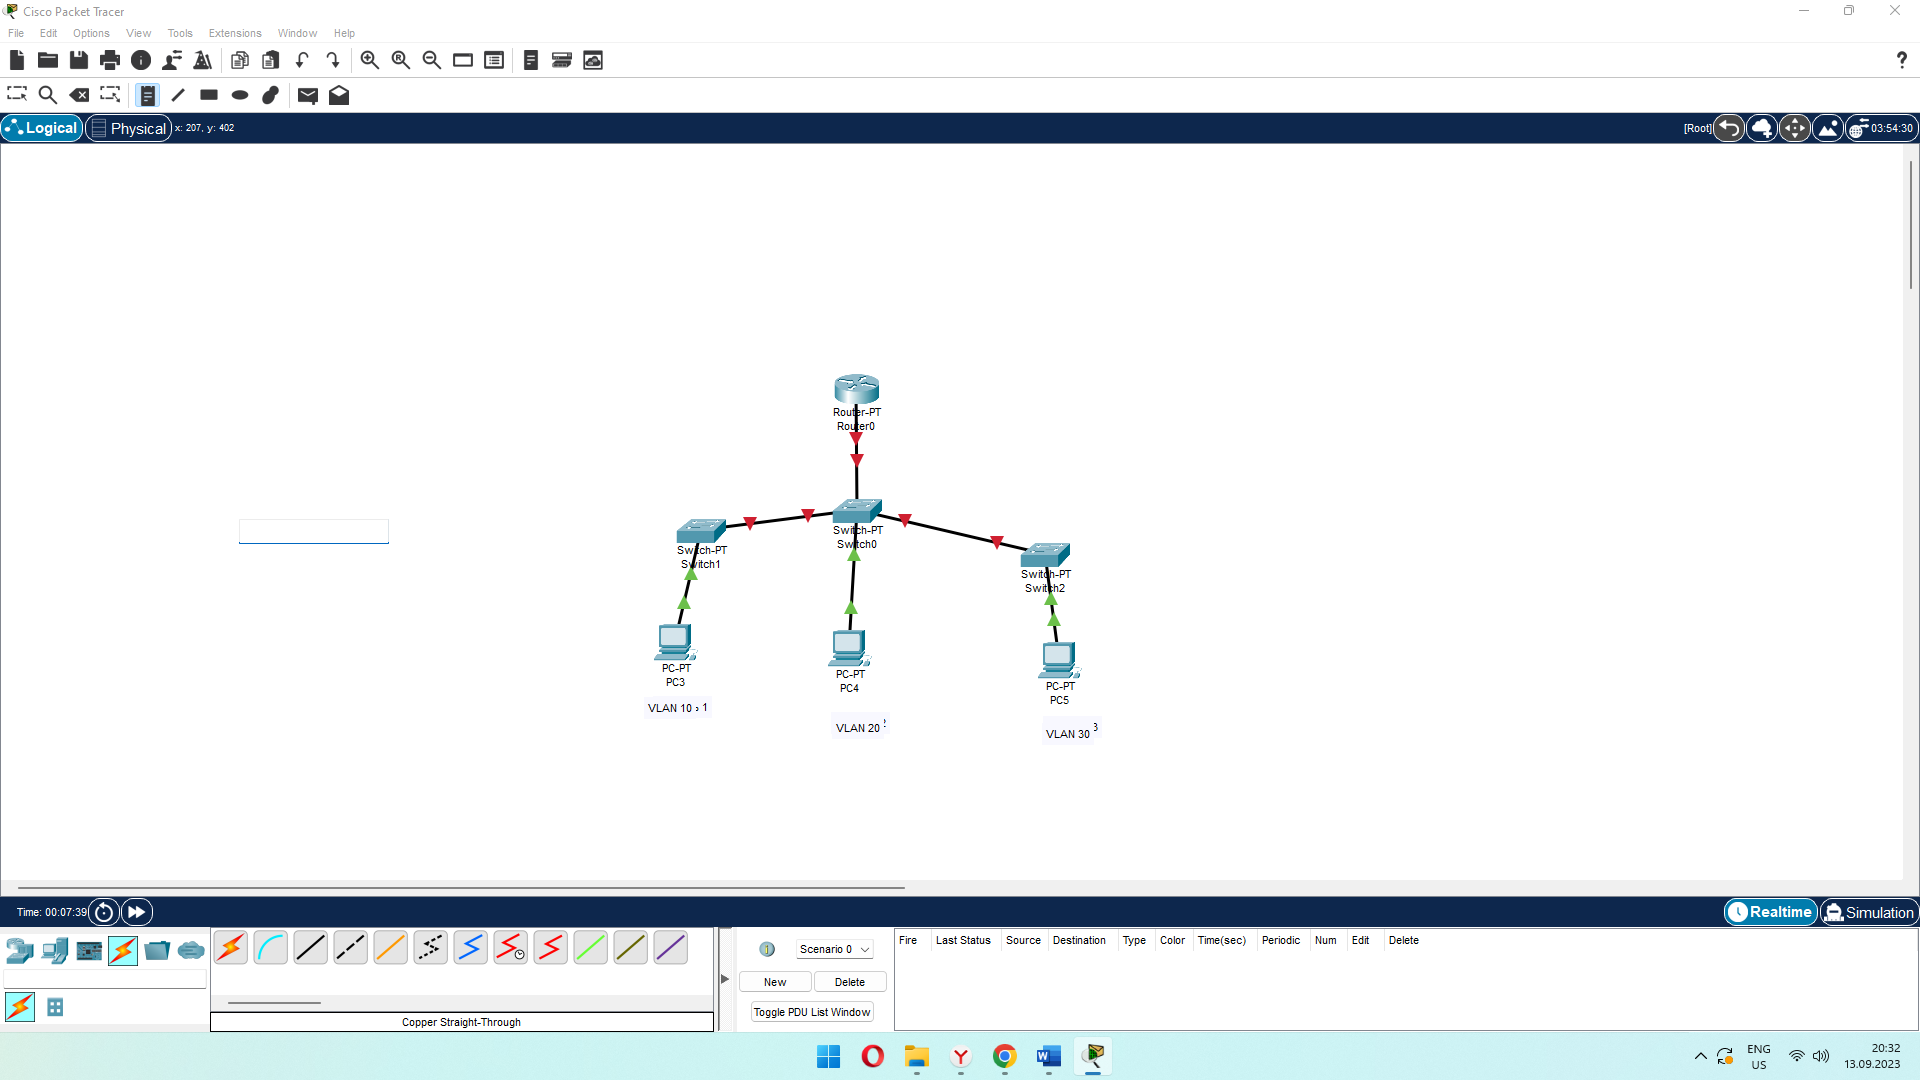 Cisco Packet Tracer
File Edit Options View Tools Extensions Window Help
Logical Physical x: 207, y: 402 [Root] 03:54:30
Router-PT
Router0
Switch-PT
Switch0
Switch-PT
Switch1
Switch-PT
Switch2
PC-PT
PC3
PC-PT
PC4
PC-PT
PC5
VLAN 10 1
VLAN 20
VLAN 30 3
Time: 00:07:39 Realtime Simulation
Scenario 0
New Delete
Toggle PDU List Window
Fire Last Status Source Destination Type Color Time(sec) Periodic Num Edit Delete
Copper Straight-Through
ENG
US
20:32
13.09.2023